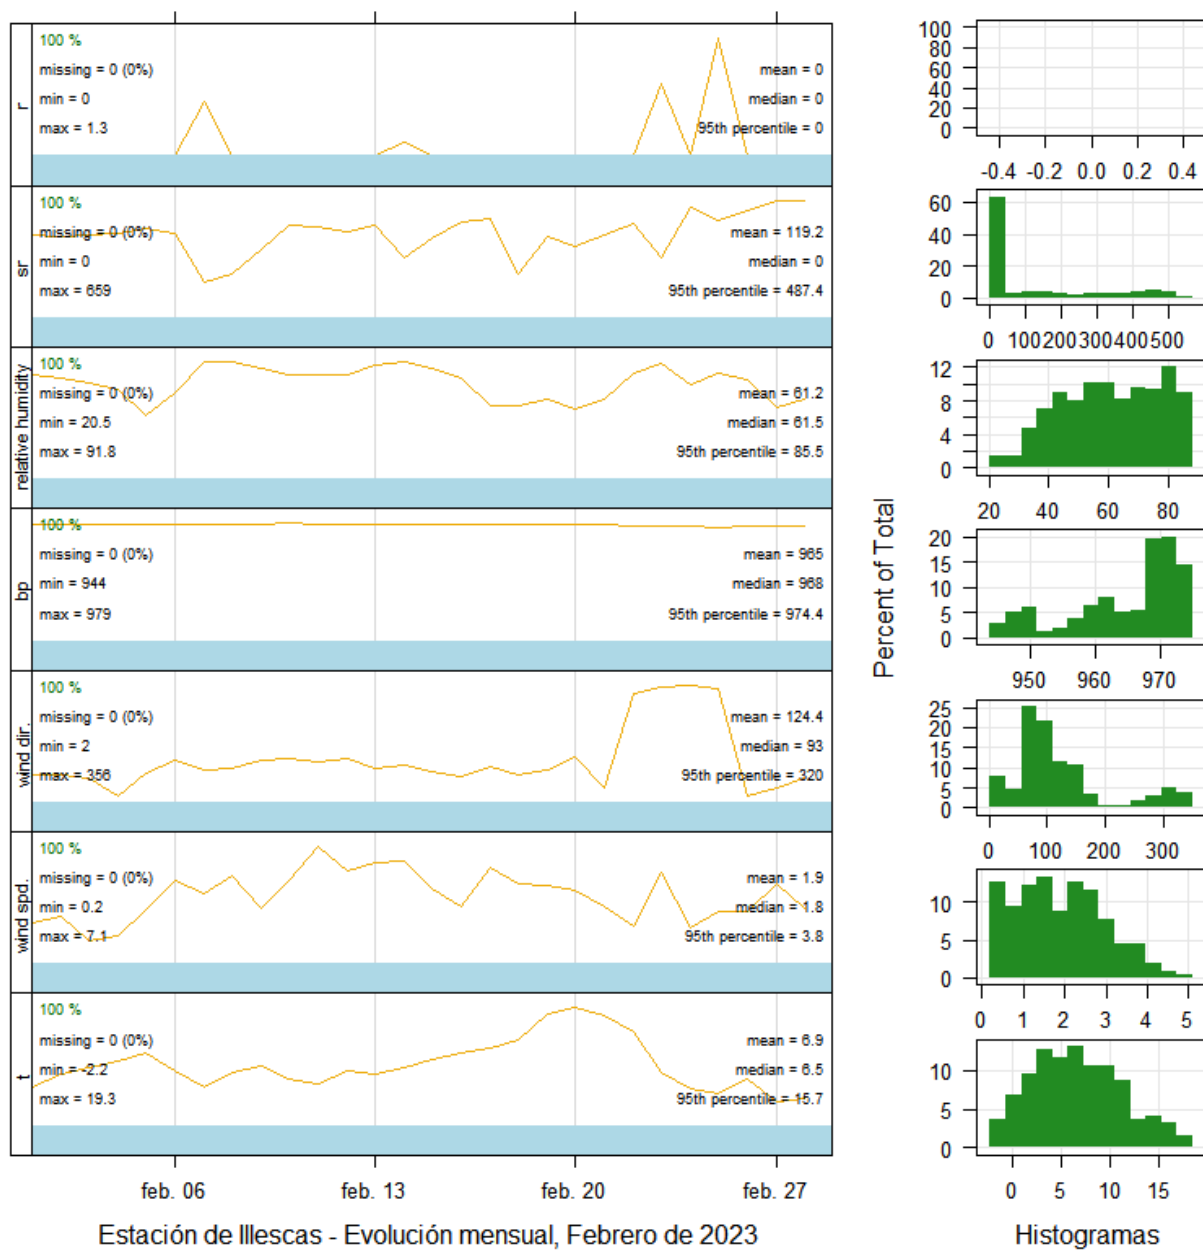 r
100 %
missing = 0 (0%)
min = 0
max = 1.3
mean = 0
median = 0
95th percentile = 0
sr
100 %
missing = 0 (0%)
min = 0
max = 659
mean = 119.2
median = 0
95th percentile = 487.4
relative humidity
100 %
missing = 0 (0%)
min = 20.5
max = 91.8
mean = 61.2
median = 61.5
95th percentile = 85.5
bp
100 %
missing = 0 (0%)
min = 944
max = 979
mean = 965
median = 968
95th percentile = 974.4
wind dir.
100 %
missing = 0 (0%)
min = 2
max = 356
mean = 124.4
median = 93
95th percentile = 320
wind spd.
100 %
missing = 0 (0%)
min = 0.2
max = 7.1
mean = 1.9
median = 1.8
95th percentile = 3.8
t
100 %
missing = 0 (0%)
min = -2.2
max = 19.3
mean = 6.9
median = 6.5
95th percentile = 15.7
feb. 06 feb. 13 feb. 20 feb. 27
Estación de Illescas - Evolución mensual, Febrero de 2023
Percent of Total
100
80
60
40
20
0
-0.4 -0.2 0.0 0.2 0.4
60
40
20
0
0 100 200 300 400 500
12
8
4
0
20 40 60 80
20
15
10
5
0
950 960 970
25
20
15
10
5
0
0 100 200 300
10
5
0
0 1 2 3 4 5
10
5
0
0 5 10 15
Histogramas